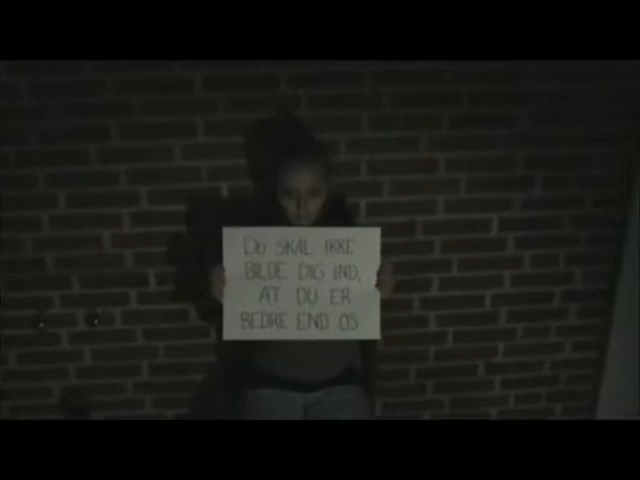 DU SKAL IKKE
BILDE DIG IND,
AT DU ER
BEDRE END OS